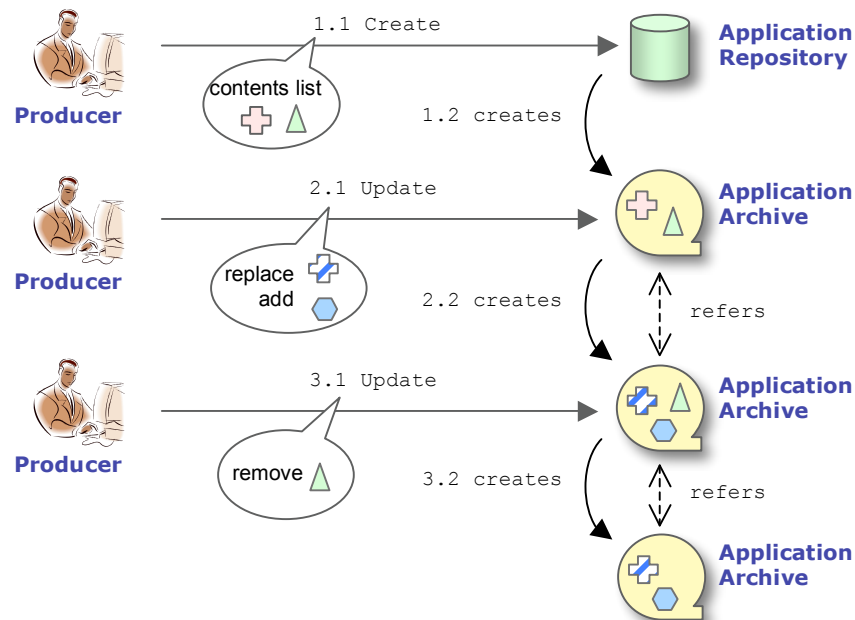 1.1 Create
Application
Repository
contents list
Producer
1.2 creates
2.1 Update
Application
Archive
replace
add
Producer
2.2 creates
refers
3.1 Update
Application
Archive
remove
Producer
3.2 creates
refers
Application
Archive